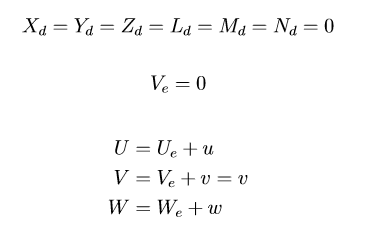 X_d = Y_d = Z_d = L_d = M_d = N_d = 0
V_e = 0
U = U_e + u
V = V_e + v = v
W = W_e + w